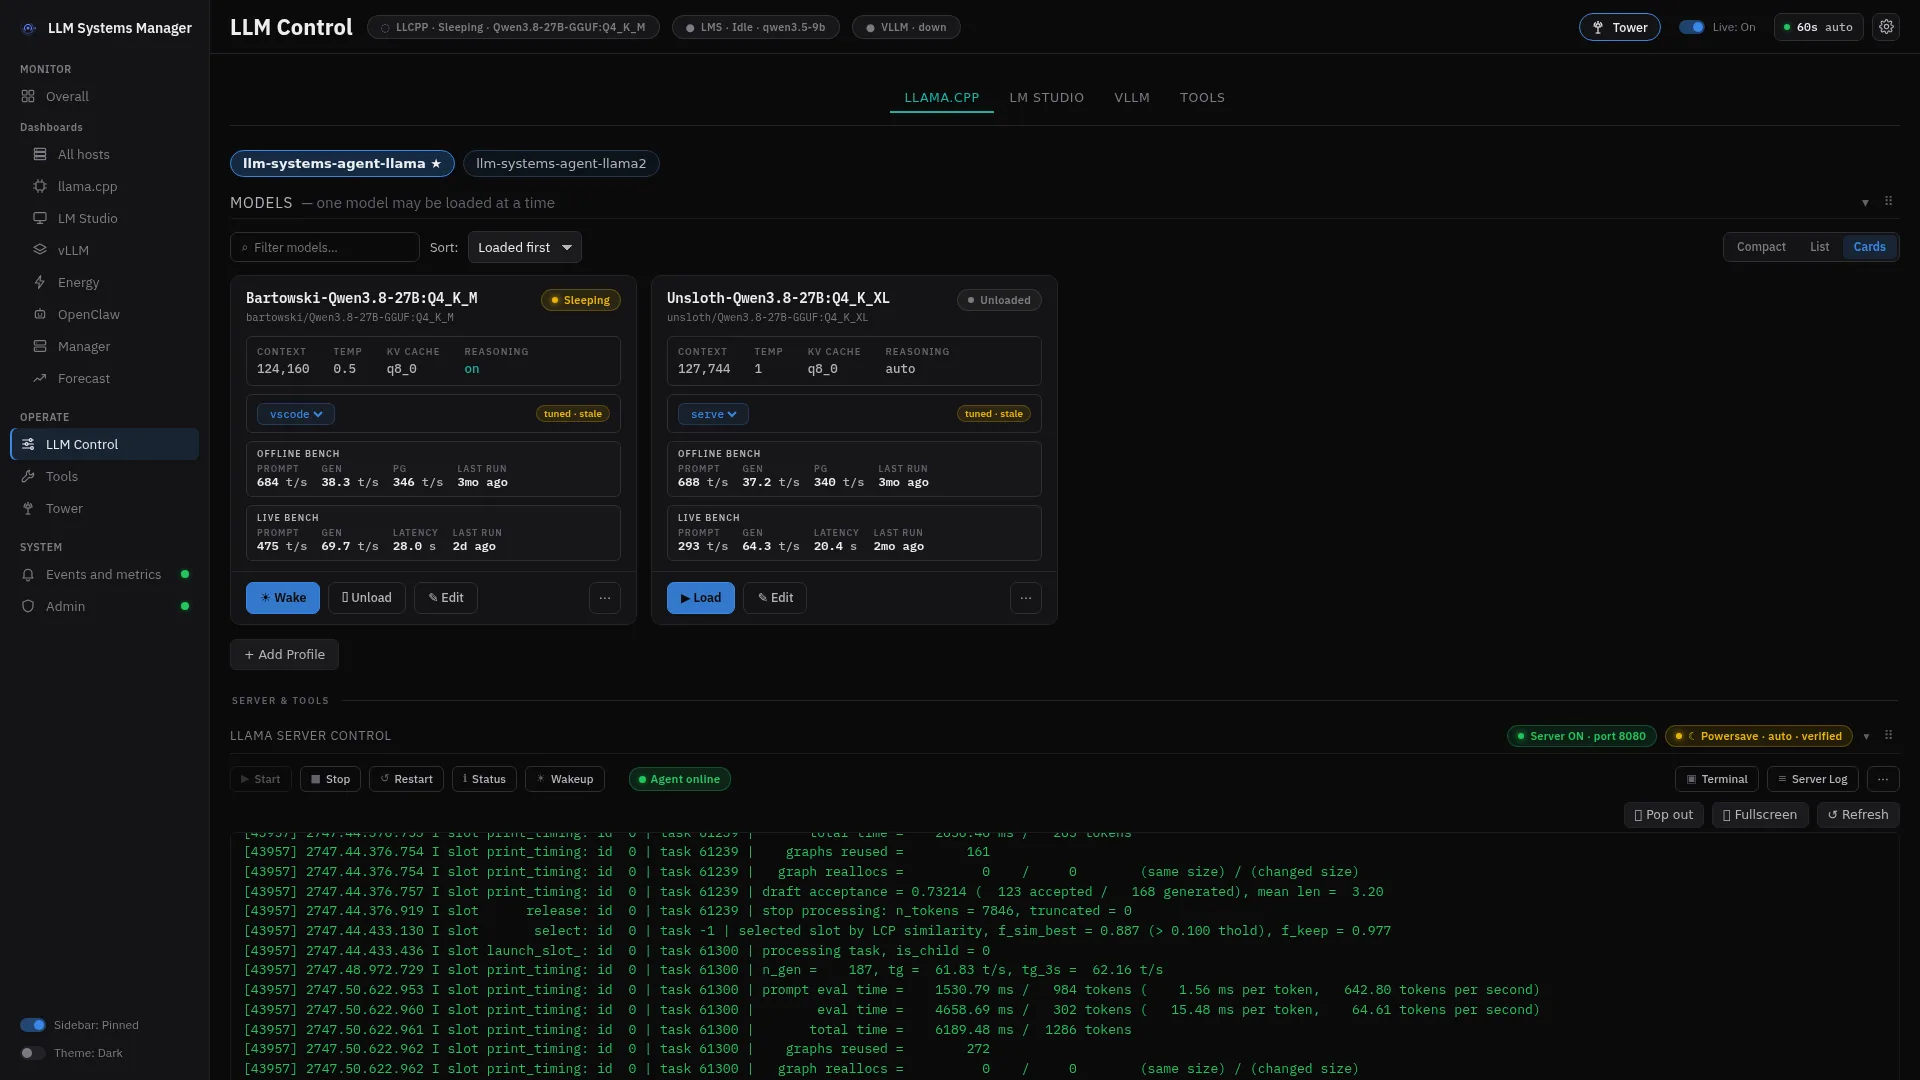 LLM Systems Manager
MONITOR
Overall
Dashboards
All hosts
llama.cpp
LM Studio
vLLM
Energy
OpenClaw
Manager
Forecast
OPERATE
LLM Control
Tools
Tower
SYSTEM
Events and metrics
Admin
Sidebar: Pinned
Theme: Dark
LLM Control
LLCPP · Sleeping · Qwen3.8-27B-GGUF:Q4_K_M
LMS · Idle · qwen3.5-9b
VLLM · down
Tower
Live: On
60s auto
LLAMA.CPP LM STUDIO VLLM TOOLS
llm-systems-agent-llama ★ llm-systems-agent-llama2
MODELS — one model may be loaded at a time
Filter models... Sort: Loaded first
Compact List Cards
Bartowski-Qwen3.8-27B:Q4_K_M Sleeping
bartowski/Qwen3.8-27B-GGUF:Q4_K_M
CONTEXT TEMP KV CACHE REASONING
124,160 0.5 q8_0 on
vscode tuned · stale
OFFLINE BENCH
PROMPT GEN PG LAST RUN
684 t/s 38.3 t/s 346 t/s 3mo ago
LIVE BENCH
PROMPT GEN LATENCY LAST RUN
475 t/s 69.7 t/s 28.0 s 2d ago
☀ Wake Unload ✎ Edit ...
Unsloth-Qwen3.8-27B:Q4_K_XL Unloaded
unsloth/Qwen3.8-27B-GGUF:Q4_K_XL
CONTEXT TEMP KV CACHE REASONING
127,744 1 q8_0 auto
serve tuned · stale
OFFLINE BENCH
PROMPT GEN PG LAST RUN
688 t/s 37.2 t/s 340 t/s 3mo ago
LIVE BENCH
PROMPT GEN LATENCY LAST RUN
293 t/s 64.3 t/s 20.4 s 2mo ago
▶ Load ✎ Edit ...
+ Add Profile
SERVER & TOOLS
LLAMA SERVER CONTROL
Server ON · port 8080 ☾ Powersave · auto · verified
▶ Start ■ Stop ↺ Restart ℹ Status ☀ Wakeup Agent online
▣ Terminal ≡ Server Log ...
Pop out Fullscreen ↺ Refresh
[43957] 2747.44.376.753 I slot print_timing: id 0 | task 61239 | total time = 2650.46 ms / 265 tokens
[43957] 2747.44.376.754 I slot print_timing: id 0 | task 61239 | graphs reused = 161
[43957] 2747.44.376.754 I slot print_timing: id 0 | task 61239 | graph reallocs = 0 / 0 (same size) / (changed size)
[43957] 2747.44.376.757 I slot print_timing: id 0 | task 61239 | draft acceptance = 0.73214 ( 123 accepted / 168 generated), mean len = 3.20
[43957] 2747.44.376.919 I slot release: id 0 | task 61239 | stop processing: n_tokens = 7846, truncated = 0
[43957] 2747.44.433.130 I slot select: id 0 | task -1 | selected slot by LCP similarity, f_sim_best = 0.887 (> 0.100 thold), f_keep = 0.977
[43957] 2747.44.433.436 I slot launch_slot_: id 0 | task 61300 | processing task, is_child = 0
[43957] 2747.48.972.729 I slot print_timing: id 0 | task 61300 | n_gen = 187, tg = 61.83 t/s, tg_3s = 62.16 t/s
[43957] 2747.50.622.953 I slot print_timing: id 0 | task 61300 | prompt eval time = 1530.79 ms / 984 tokens ( 1.56 ms per token, 642.80 tokens per second)
[43957] 2747.50.622.960 I slot print_timing: id 0 | task 61300 | eval time = 4658.69 ms / 302 tokens ( 15.48 ms per token, 64.61 tokens per second)
[43957] 2747.50.622.961 I slot print_timing: id 0 | task 61300 | total time = 6189.48 ms / 1286 tokens
[43957] 2747.50.622.962 I slot print_timing: id 0 | task 61300 | graphs reused = 272
[43957] 2747.50.622.962 I slot print_timing: id 0 | task 61300 | graph reallocs = 0 / 0 (same size) / (changed size)